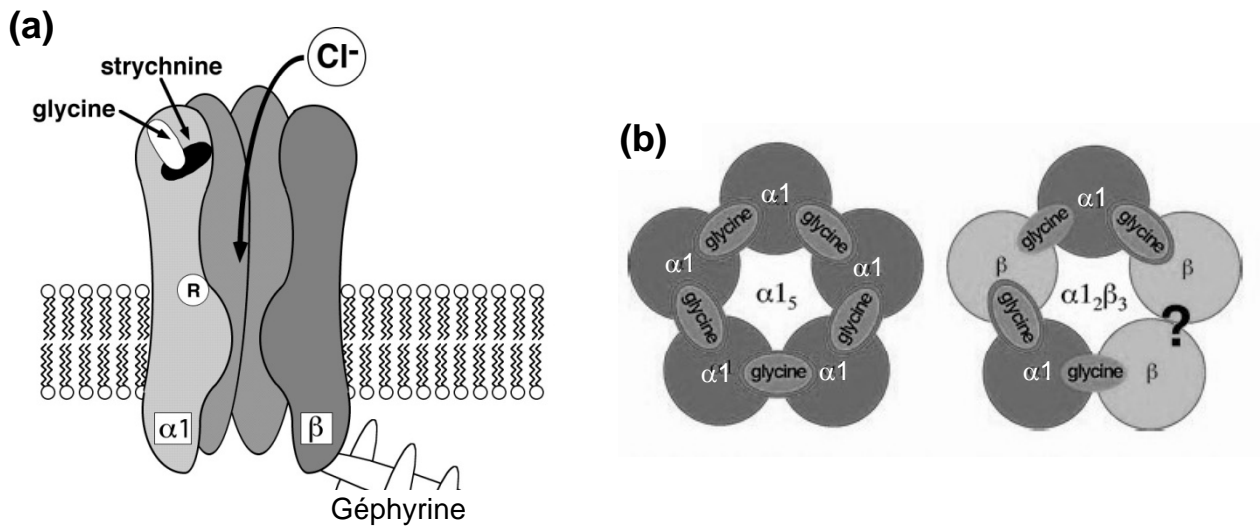 (a)
Cl-
strychnine
glycine
R
α1
β
Géphyrine
(b)
α1
glycine
glycine
α1
α1
α1₅
glycine
glycine
α1
glycine
α1
α1
glycine
glycine
β
β
α1₂β₃
glycine
?
α1
glycine
β